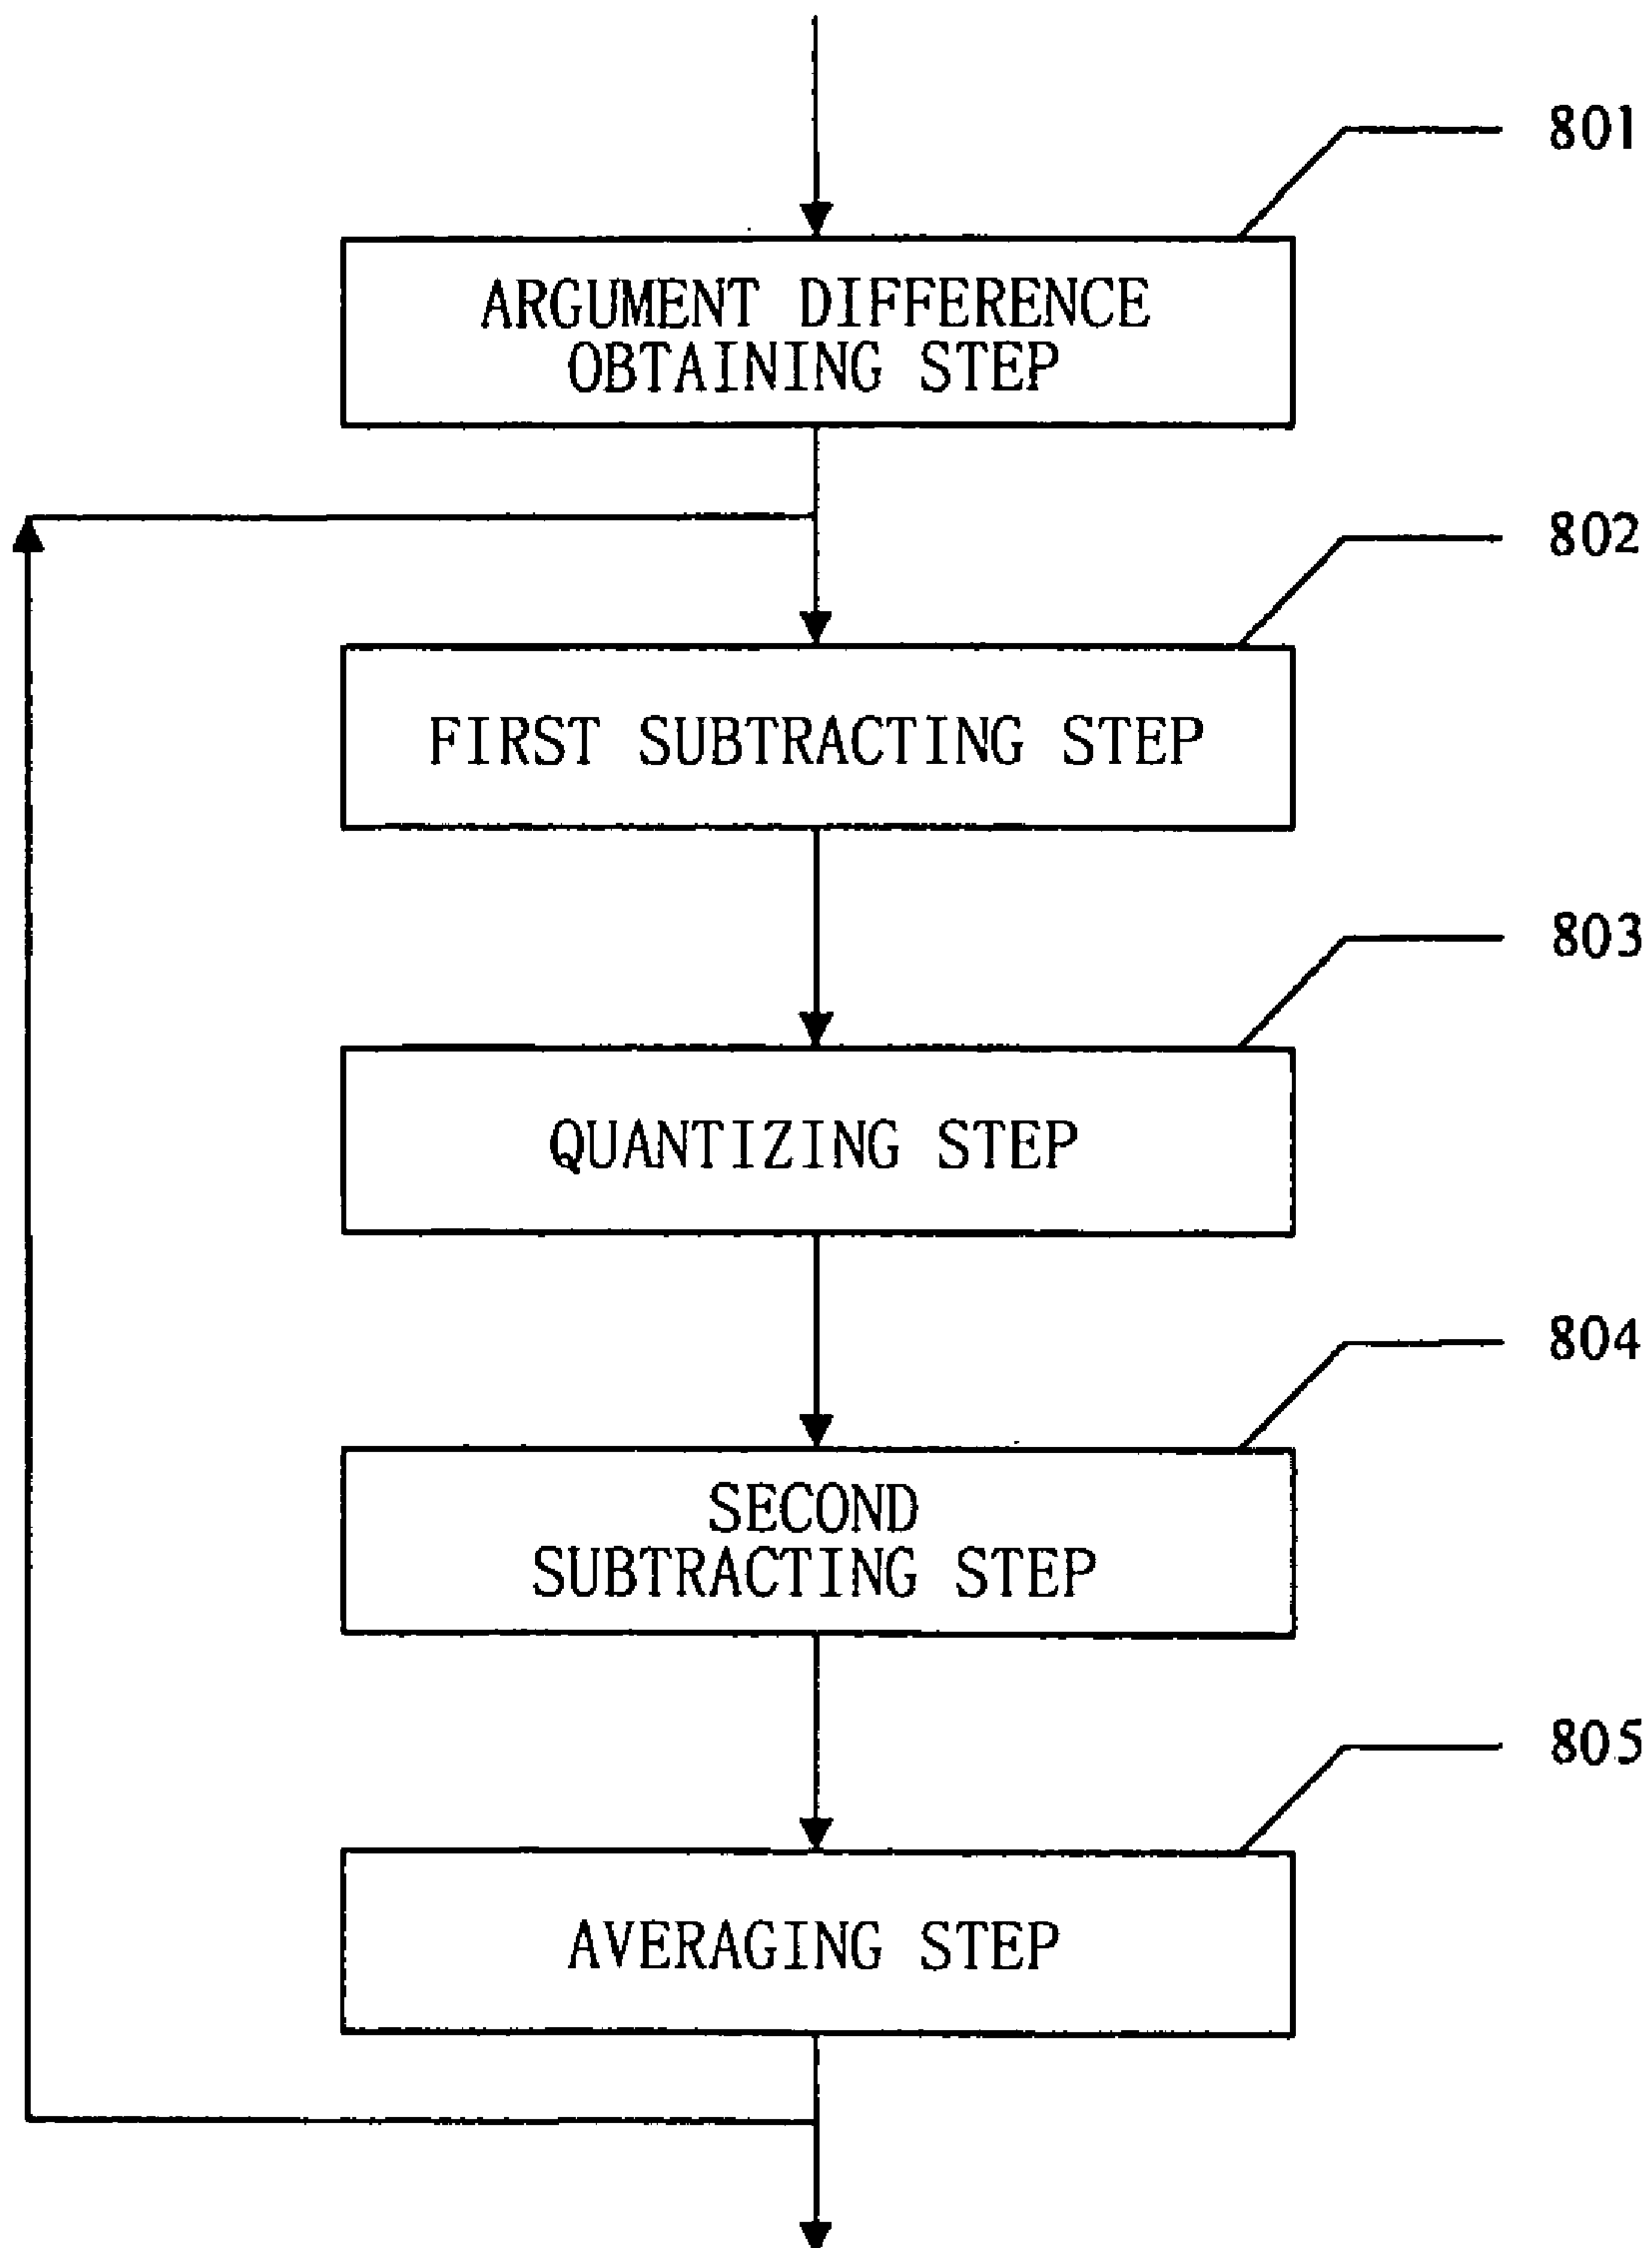 801
ARGUMENT DIFFERENCE
OBTAINING STEP
802
FIRST SUBTRACTING STEP
803
QUANTIZING STEP
804
SECOND
SUBTRACTING STEP
805
AVERAGING STEP